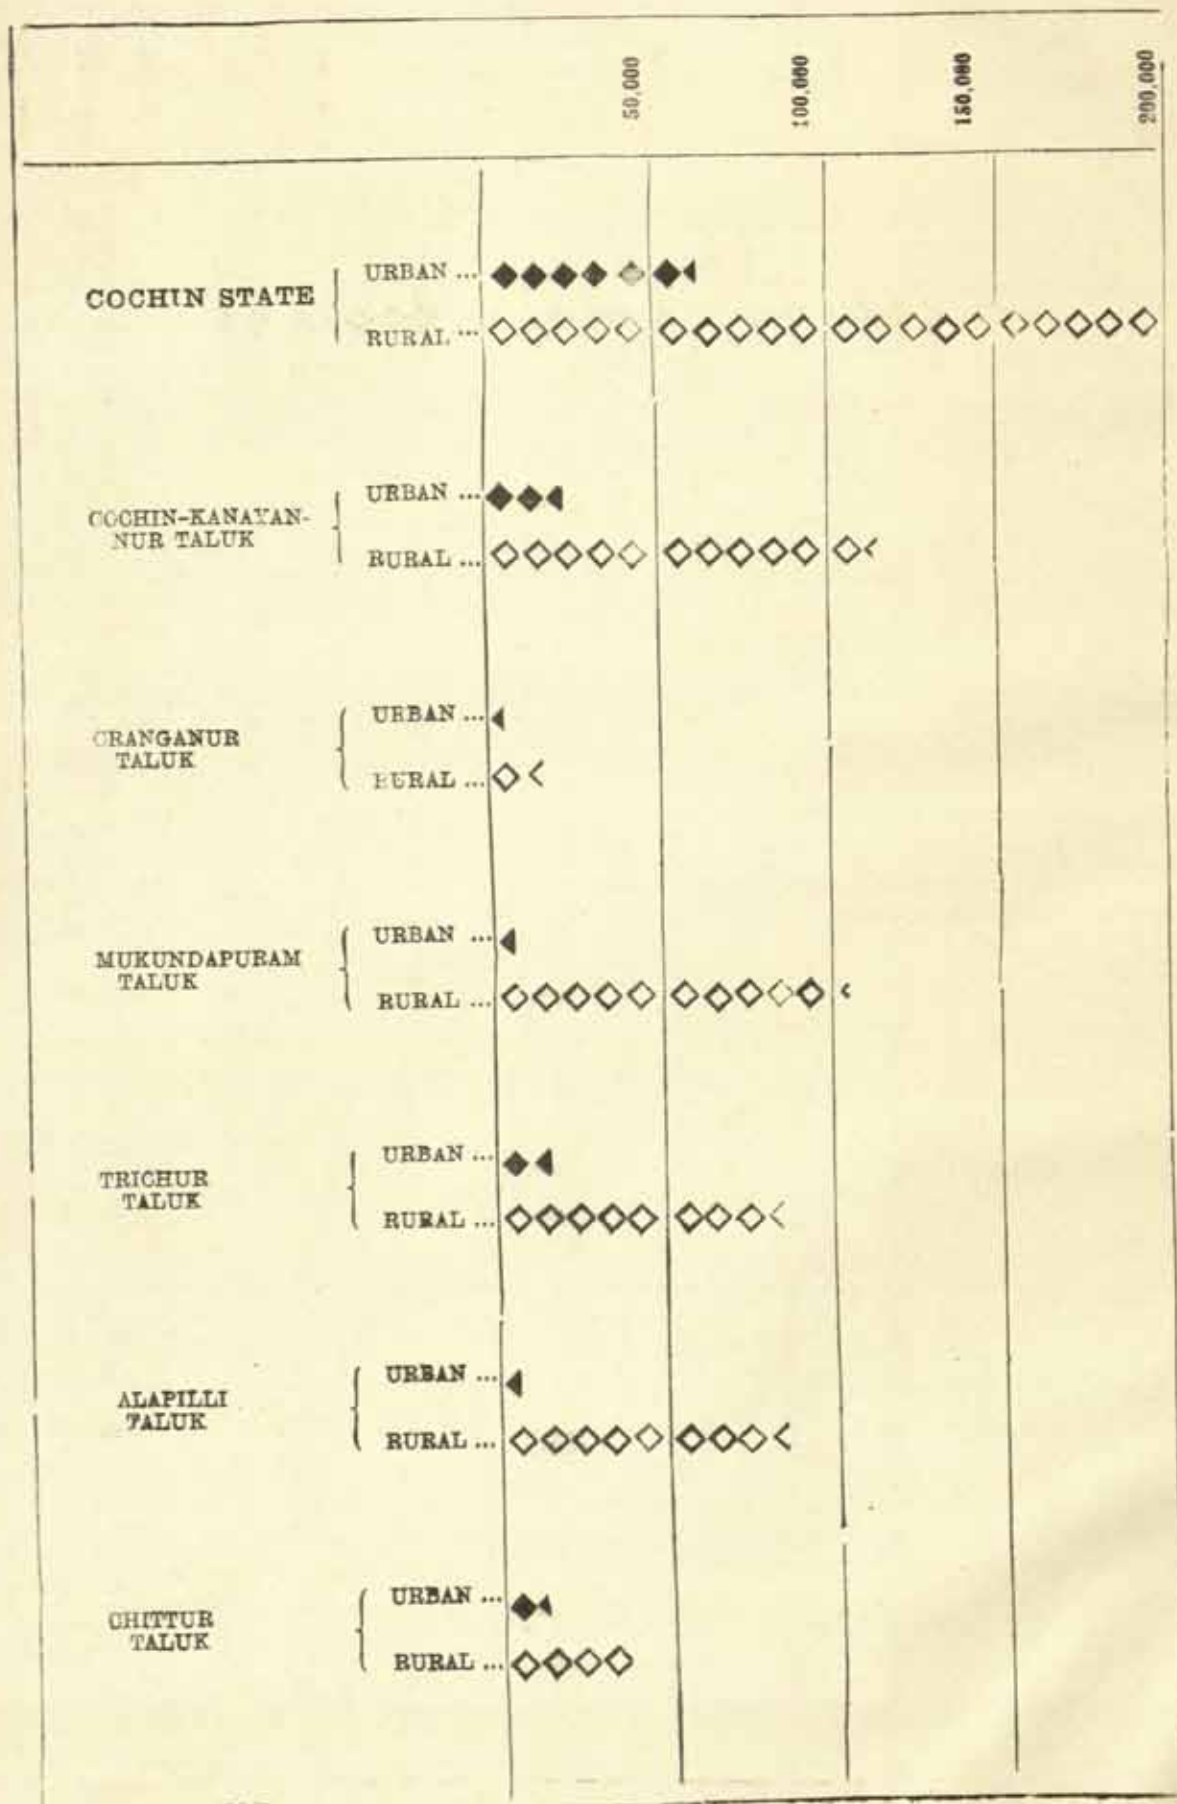 50,000
100,000
150,000
200,000
COCHIN STATE
URBAN ...
RURAL ...
COCHIN-KANAYAN-
NUR TALUK
URBAN ...
RURAL ...
CRANGANUR
TALUK
URBAN ...
RURAL ...
MUKUNDAPURAM
TALUK
URBAN ...
RURAL ...
TRICHUR
TALUK
URBAN ...
RURAL ...
ALAPILLI
TALUK
URBAN ...
RURAL ...
CHITTUR
TALUK
URBAN ...
RURAL ...